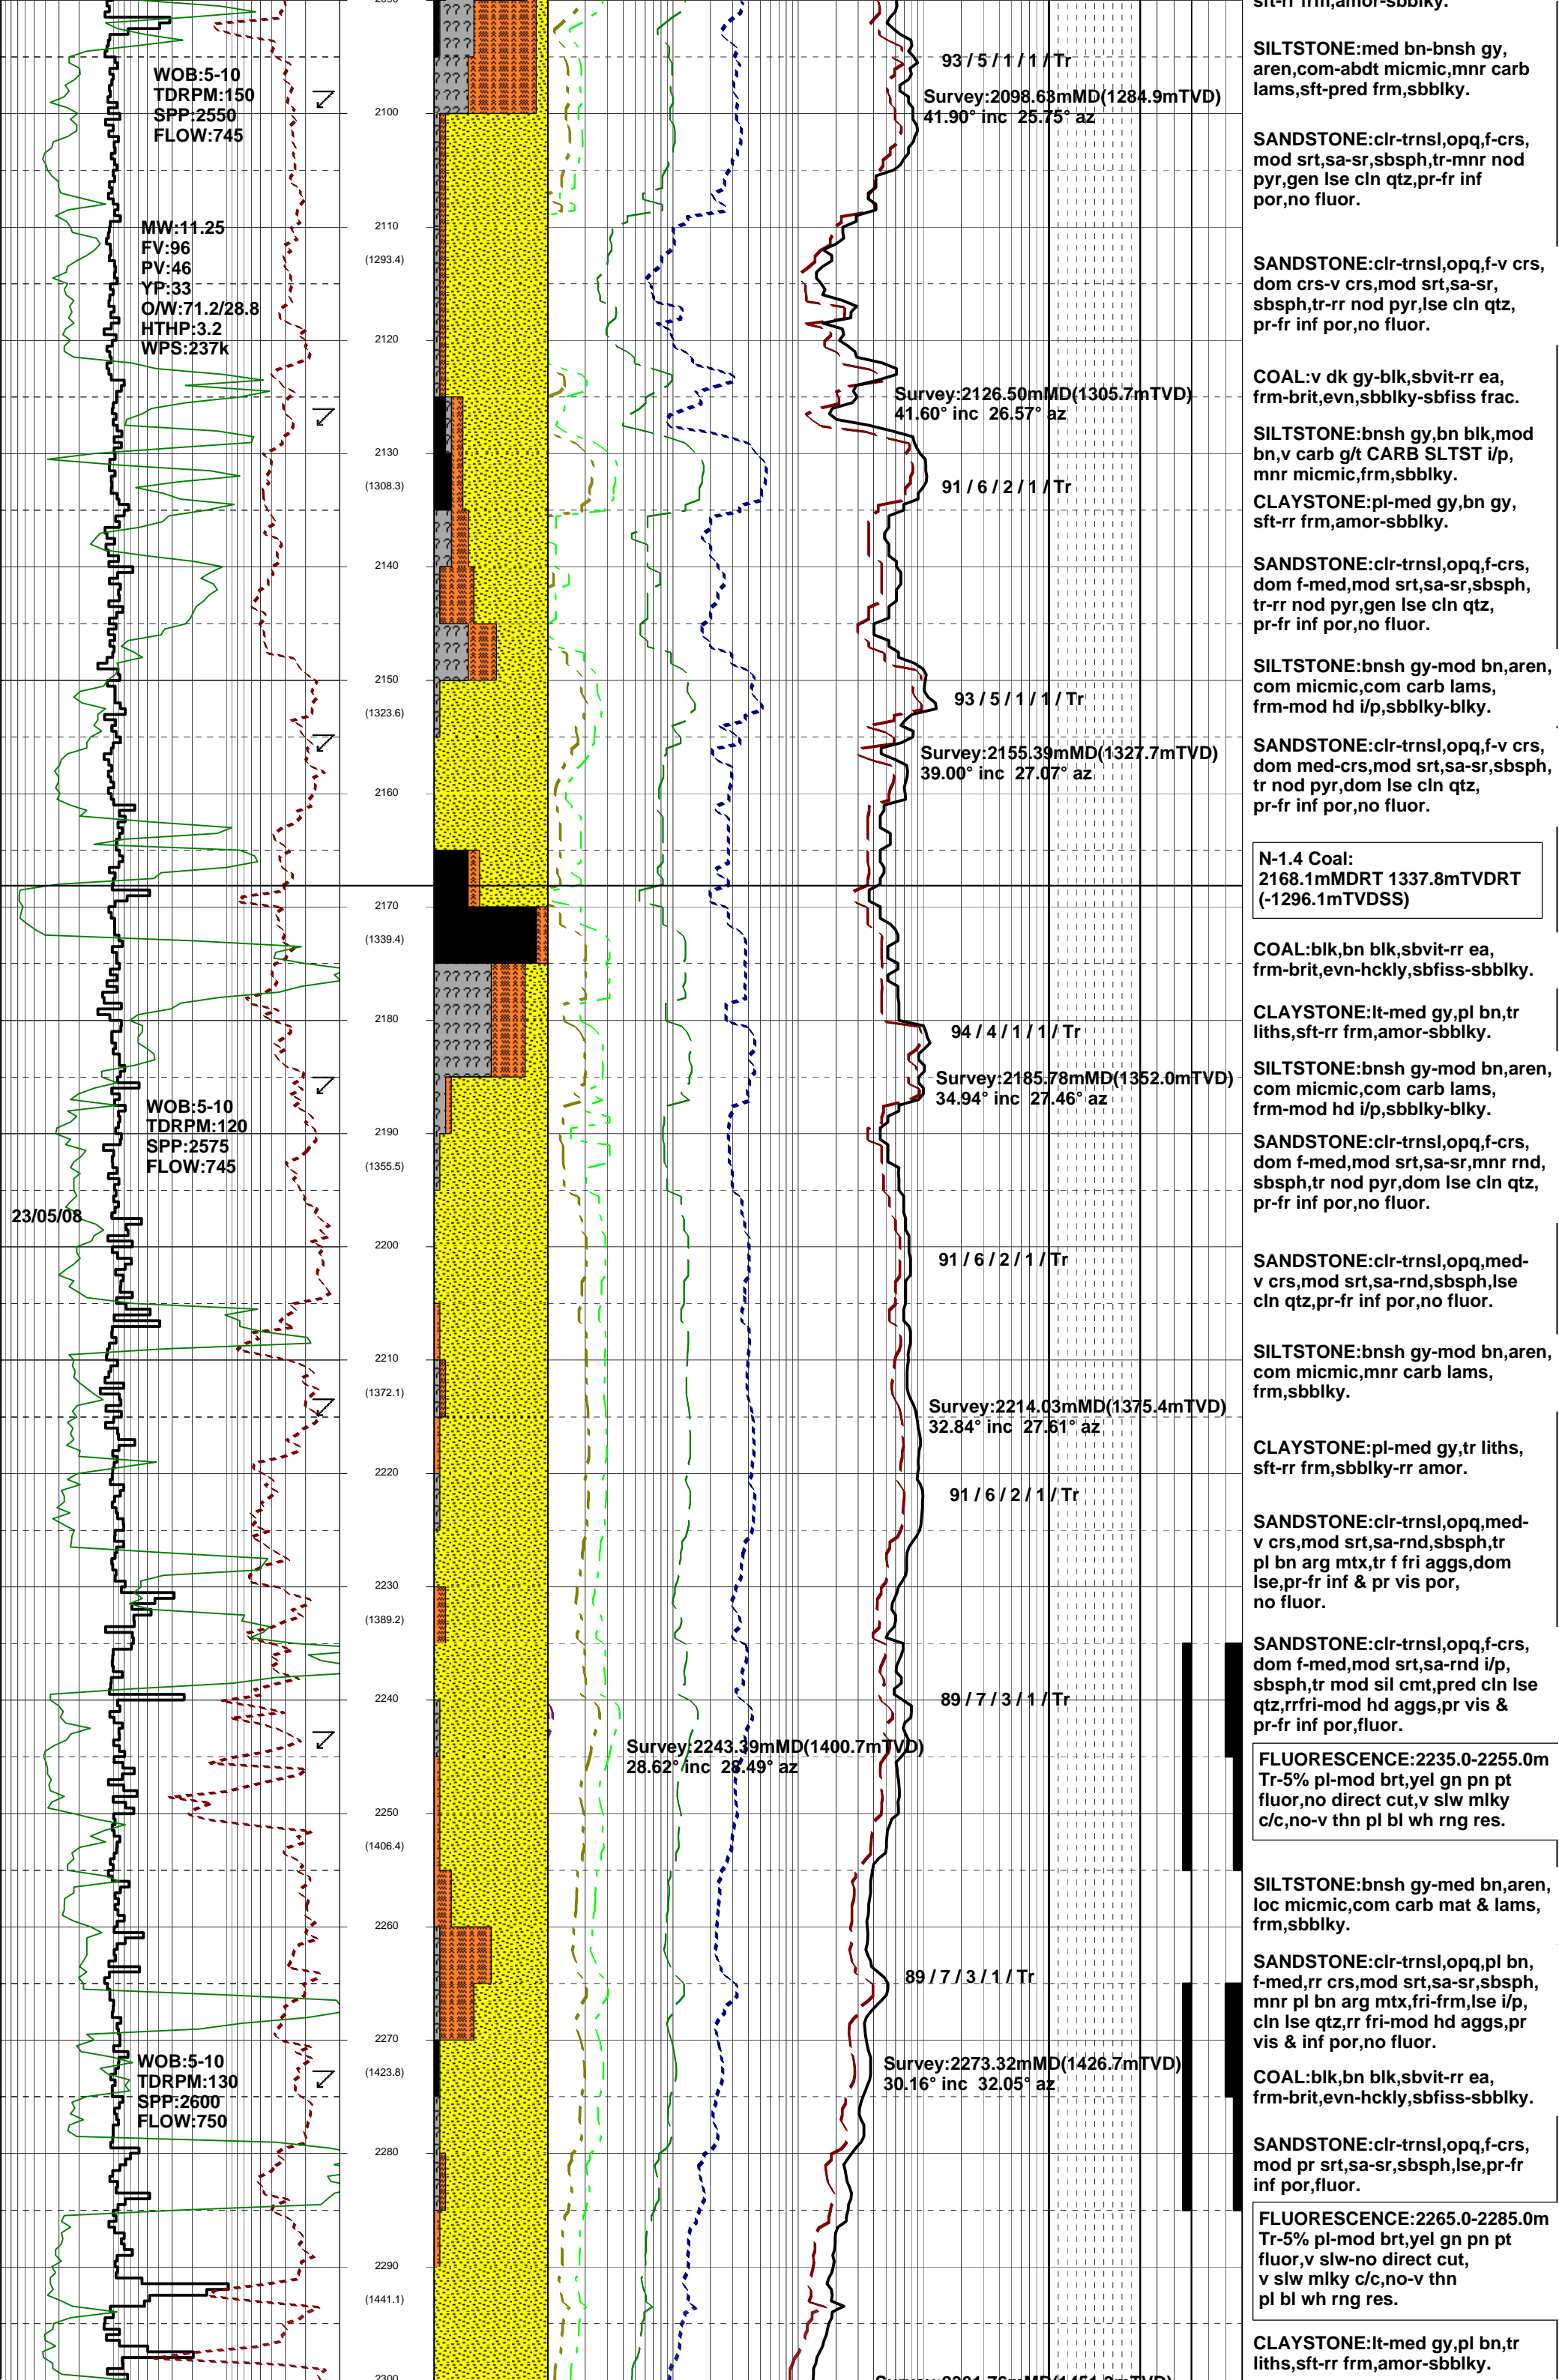 sft-rr frm,amor-sbblky.
SILTSTONE:med bn-bnsh gy,
aren,com-abdt micmic,mnr carb
lams,sft-pred frm,sbblky.
SANDSTONE:clr-trnsl,opq,f-crs,
mod srt,sa-sr,sbsph,tr-mnr nod
pyr,gen lse cln qtz,pr-fr inf
por,no fluor.
SANDSTONE:clr-trnsl,opq,f-v crs,
dom crs-v crs,mod srt,sa-sr,
sbsph,tr-rr nod pyr,lse cln qtz,
pr-fr inf por,no fluor.
COAL:v dk gy-blk,sbvit-rr ea,
frm-brit,evn,sbblky-sbfiss frac.
SILTSTONE:bnsh gy,bn blk,mod
bn,v carb g/t CARB SLTST i/p,
mnr micmic,frm,sbblky.
CLAYSTONE:pl-med gy,bn gy,
sft-rr frm,amor-sbblky.
SANDSTONE:clr-trnsl,opq,f-crs,
dom f-med,mod srt,sa-sr,sbsph,
tr-rr nod pyr,gen lse cln qtz,
pr-fr inf por,no fluor.
SILTSTONE:bnsh gy-mod bn,aren,
com micmic,com carb lams,
frm-mod hd i/p,sbblky-blky.
SANDSTONE:clr-trnsl,opq,f-v crs,
dom med-crs,mod srt,sa-sr,sbsph,
tr nod pyr,dom lse cln qtz,
pr-fr inf por,no fluor.
N-1.4 Coal:
2168.1mMDRT 1337.8mTVDRT
(-1296.1mTVDSS)
COAL:blk,bn blk,sbvit-rr ea,
frm-brit,evn-hckly,sbfiss-sbblky.
CLAYSTONE:lt-med gy,pl bn,tr
liths,sft-rr frm,amor-sbblky.
SILTSTONE:bnsh gy-mod bn,aren,
com micmic,com carb lams,
frm-mod hd i/p,sbblky-blky.
SANDSTONE:clr-trnsl,opq,f-crs,
dom f-med,mod srt,sa-sr,mnr rnd,
sbsph,tr nod pyr,dom lse cln qtz,
pr-fr inf por,no fluor.
SANDSTONE:clr-trnsl,opq,med-
v crs,mod srt,sa-rnd,sbsph,lse
cln qtz,pr-fr inf por,no fluor.
SILTSTONE:bnsh gy-mod bn,aren,
com micmic,mnr carb lams,
frm,sbblky.
CLAYSTONE:pl-med gy,tr liths,
sft-rr frm,sbblky-rr amor.
SANDSTONE:clr-trnsl,opq,med-
v crs,mod srt,sa-rnd,sbsph,tr
pl bn arg mtx,tr f fri aggs,dom
lse,pr-fr inf & pr vis por,
no fluor.
SANDSTONE:clr-trnsl,opq,f-crs,
dom f-med,mod srt,sa-rnd i/p,
sbsph,tr mod sil cmt,pred cln lse
qtz,rrfri-mod hd aggs,pr vis &
pr-fr inf por,fluor.
FLUORESCENCE:2235.0-2255.0m
Tr-5% pl-mod brt,yel gn pn pt
fluor,no direct cut,v slw mlky
c/c,no-v thn pl bl wh rng res.
SILTSTONE:bnsh gy-med bn,aren,
loc micmic,com carb mat & lams,
frm,sbblky.
SANDSTONE:clr-trnsl,opq,pl bn,
f-med,rr crs,mod srt,sa-sr,sbsph,
mnr pl bn arg mtx,fri-frm,lse i/p,
cln lse qtz,rr fri-mod hd aggs,pr
vis & inf por,no fluor.
COAL:blk,bn blk,sbvit-rr ea,
frm-brit,evn-hckly,sbfiss-sbblky.
SANDSTONE:clr-trnsl,opq,f-crs,
mod pr srt,sa-sr,sbsph,lse,pr-fr
inf por,fluor.
FLUORESCENCE:2265.0-2285.0m
Tr-5% pl-mod brt,yel gn pn pt
fluor,v slw-no direct cut,
v slw mlky c/c,no-v thn
pl bl wh rng res.
CLAYSTONE:lt-med gy,pl bn,tr
liths,sft-rr frm,amor-sbblky.
WOB:5-10
TDRPM:150
SPP:2550
FLOW:745
MW:11.25
FV:96
PV:46
YP:33
O/W:71.2/28.8
HTHP:3.2
WPS:237k
WOB:5-10
TDRPM:120
SPP:2575
FLOW:745
23/05/08
WOB:5-10
TDRPM:130
SPP:2600
FLOW:750
2100
2110
(1293.4)
2120
2130
(1308.3)
2140
2150
(1323.6)
2160
2170
(1339.4)
2180
2190
(1355.5)
2200
2210
(1372.1)
2220
2230
(1389.2)
2240
2250
(1406.4)
2260
2270
(1423.8)
2280
2290
(1441.1)
2300
93 / 5 / 1 / 1 / Tr
Survey:2098.63mMD(1284.9mTVD)
41.90° inc 25.75° az
Survey:2126.50mMD(1305.7mTVD)
41.60° inc 26.57° az
91 / 6 / 2 / 1 / Tr
93 / 5 / 1 / 1 / Tr
Survey:2155.39mMD(1327.7mTVD)
39.00° inc 27.07° az
94 / 4 / 1 / 1 / Tr
Survey:2185.78mMD(1352.0mTVD)
34.94° inc 27.46° az
91 / 6 / 2 / 1 / Tr
Survey:2214.03mMD(1375.4mTVD)
32.84° inc 27.61° az
91 / 6 / 2 / 1 / Tr
89 / 7 / 3 / 1 / Tr
Survey:2243.39mMD(1400.7mTVD)
28.62° inc 28.49° az
89 / 7 / 3 / 1 / Tr
Survey:2273.32mMD(1426.7mTVD)
30.16° inc 32.05° az